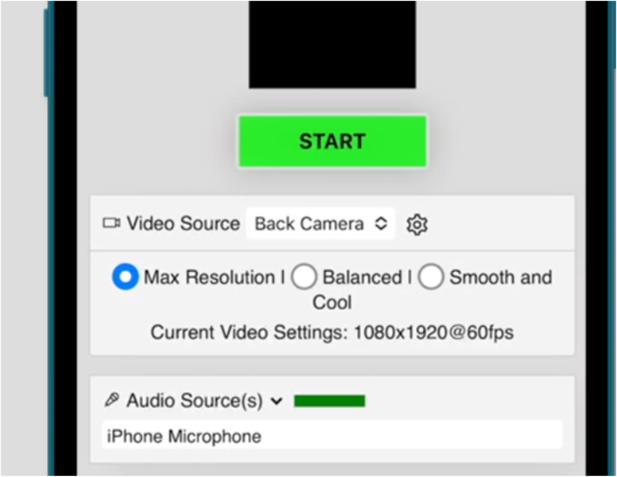 START
Video Source Back Camera
Max Resolution | Balanced | Smooth and
Cool
Current Video Settings: 1080x1920@60fps
Audio Source(s)
iPhone Microphone